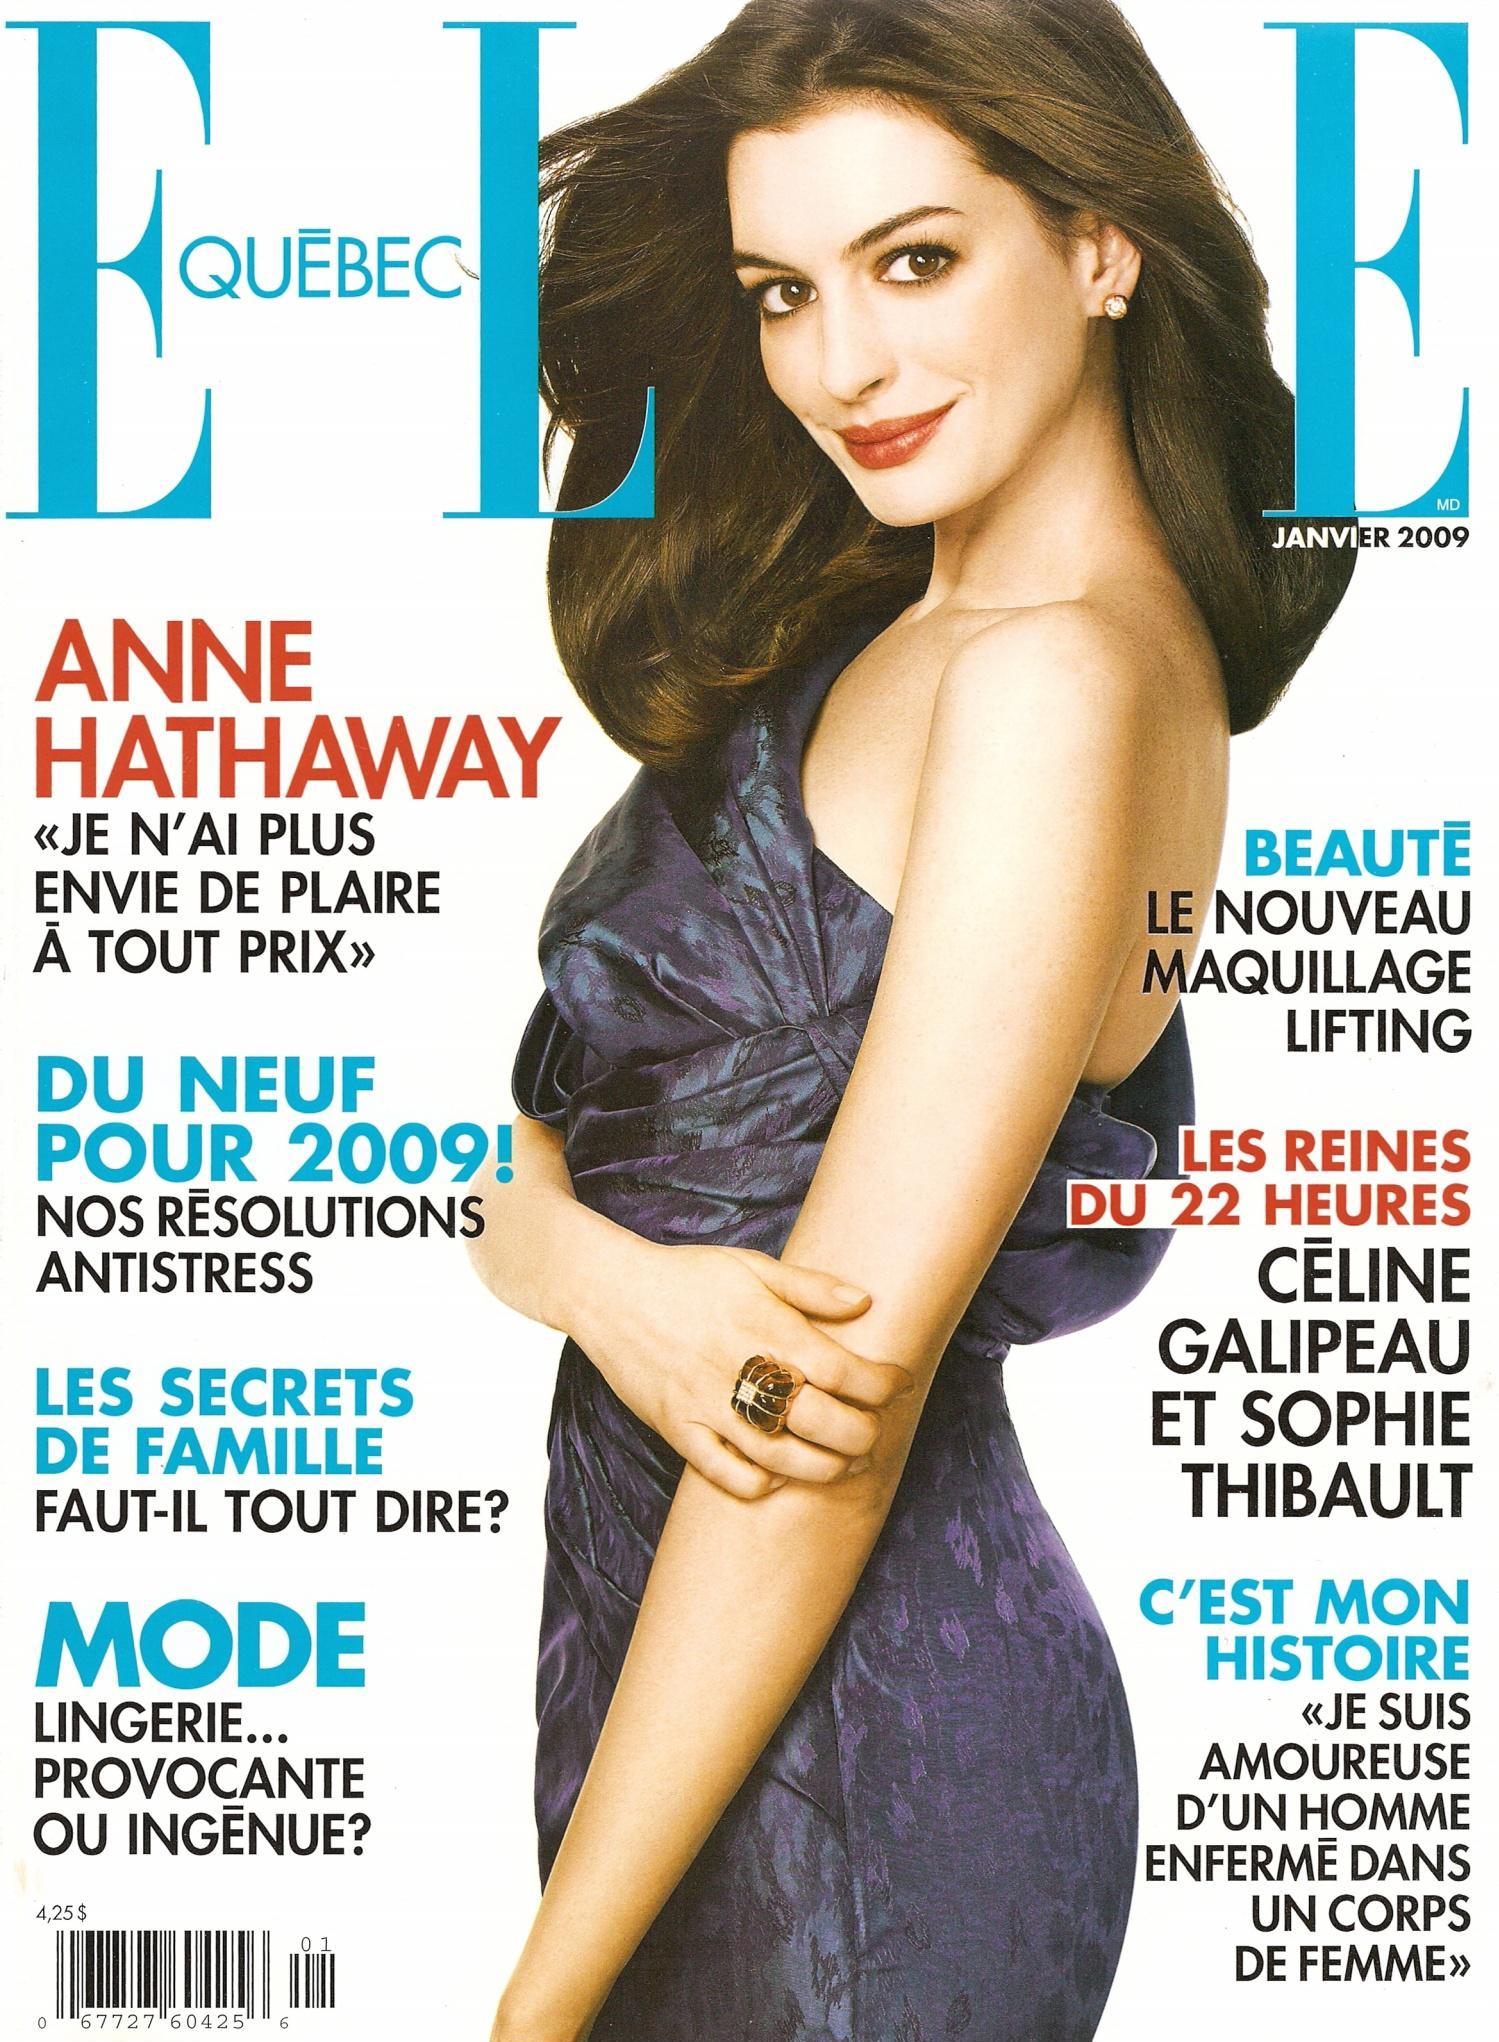 ELLE
QUÉBEC
MD
JANVIER 2009
ANNE
HATHAWAY
«JE N'AI PLUS
ENVIE DE PLAIRE
À TOUT PRIX»
DU NEUF
POUR 2009!
NOS RÉSOLUTIONS
ANTISTRESS
LES SECRETS
DE FAMILLE
FAUT-IL TOUT DIRE?
MODE
LINGERIE...
PROVOCANTE
OU INGÉNUE?
4,25 $
01
0 67727 60425 6
BEAUTÉ
LE NOUVEAU
MAQUILLAGE
LIFTING
LES REINES
DU 22 HEURES
CÉLINE
GALIPEAU
ET SOPHIE
THIBAULT
C'EST MON
HISTOIRE
«JE SUIS
AMOUREUSE
D'UN HOMME
ENFERMÉ DANS
UN CORPS
DE FEMME»